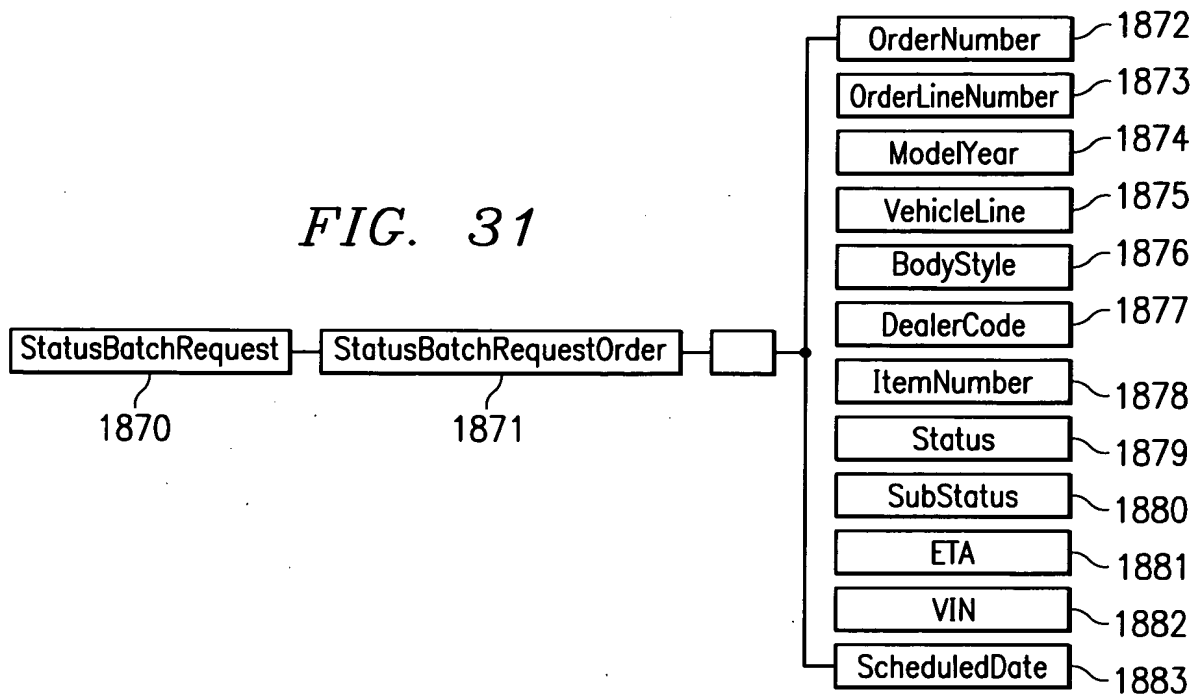 OrderNumber 1872
OrderLineNumber 1873
ModelYear 1874
VehicleLine 1875
BodyStyle 1876
DealerCode 1877
ItemNumber 1878
Status 1879
SubStatus 1880
ETA 1881
VIN 1882
ScheduledDate 1883
FIG. 31
StatusBatchRequest StatusBatchRequestOrder
1870 1871